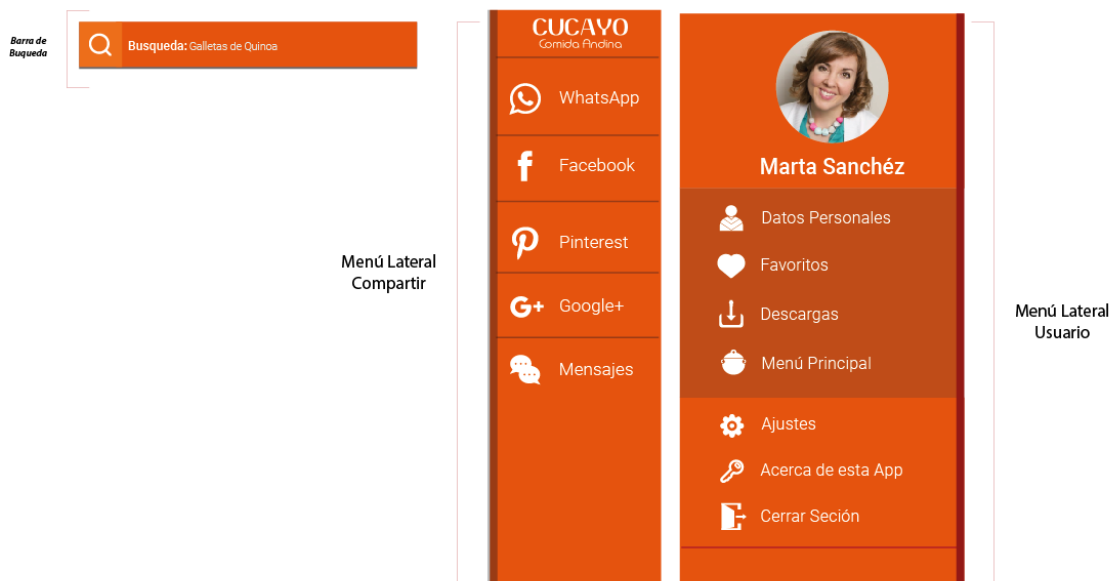 Barra de
Buqueda
Busqueda: Galletas de Quinoa
Menú Lateral
Compartir
CUCAYO
Comida Andina
WhatsApp
Facebook
Pinterest
Google+
Mensajes
Marta Sanchéz
Datos Personales
Favoritos
Descargas
Menú Principal
Ajustes
Acerca de esta App
Cerrar Seción
Menú Lateral
Usuario